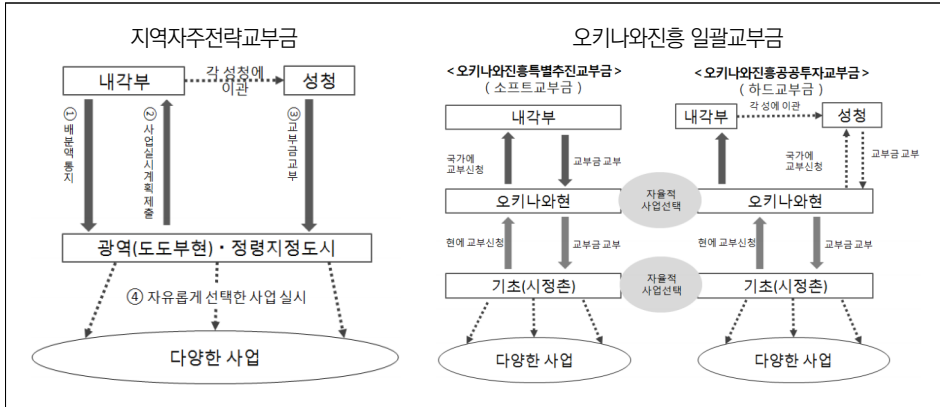 지역자주전략교부금
내각부
각 성청에
이관
성청
① 배분액 통지
② 사업실시계획 제출
③ 교부금 교부
광역(도도부현)・정령지정도시
④ 자유롭게 선택한 사업 실시
다양한 사업
오키나와진흥 일괄교부금
< 오키나와진흥특별추진교부금 >
( 소프트교부금 )
내각부
국가에
교부신청
교부금 교부
오키나와현
현에 교부신청
교부금 교부
기초(시정촌)
다양한 사업
자율적
사업선택
자율적
사업선택
< 오키나와진흥공공투자교부금 >
( 하드교부금 )
내각부
각 성에 이관
성청
국가에
교부신청
교부금 교부
오키나와현
현에 교부신청
교부금 교부
기초(시정촌)
다양한 사업